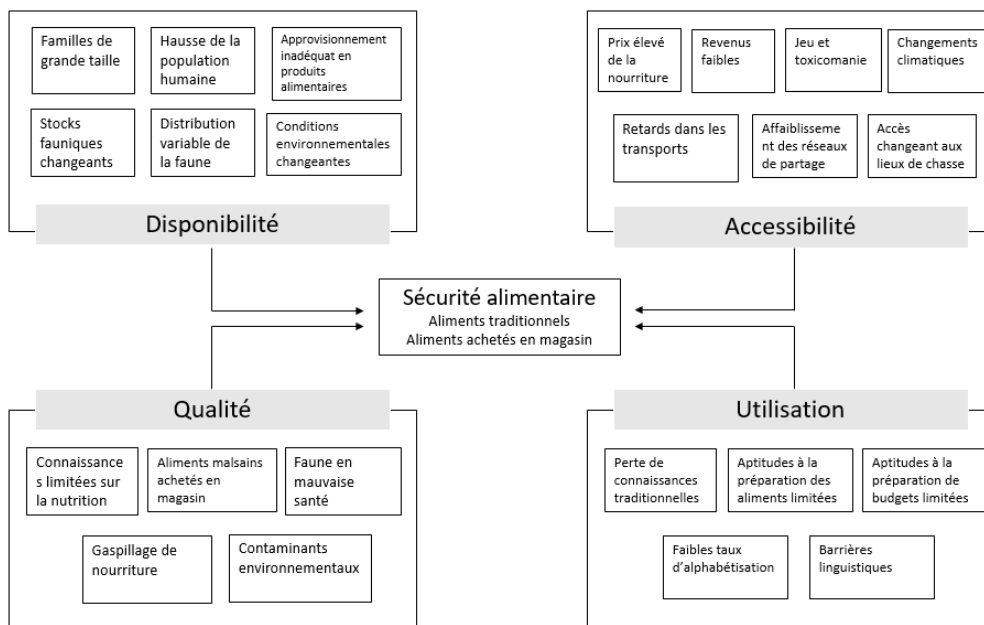 Familles de
grande taille
Hausse de la
population
humaine
Approvisionnement
inadéquat en
produits
alimentaires
Stocks
fauniques
changeants
Distribution
variable de
la faune
Conditions
environnementales
changeantes
Disponibilité
Prix élevé
de la
nourriture
Revenus
faibles
Jeu et
toxicomanie
Changements
climatiques
Retards dans les
transports
Affaiblisseme
nt des réseaux
de partage
Accès
changeant aux
lieux de chasse
Accessibilité
Sécurité alimentaire
Aliments traditionnels
Aliments achetés en magasin
Qualité
Connaissance
s limitées sur
la nutrition
Aliments malsains
achetés en
magasin
Faune en
mauvaise
santé
Gaspillage de
nourriture
Contaminants
environnementaux
Utilisation
Perte de
connaissances
traditionnelles
Aptitudes à la
préparation des
aliments limitées
Aptitudes à la
préparation de
budgets limitées
Faibles taux
d'alphabétisation
Barrières
linguistiques